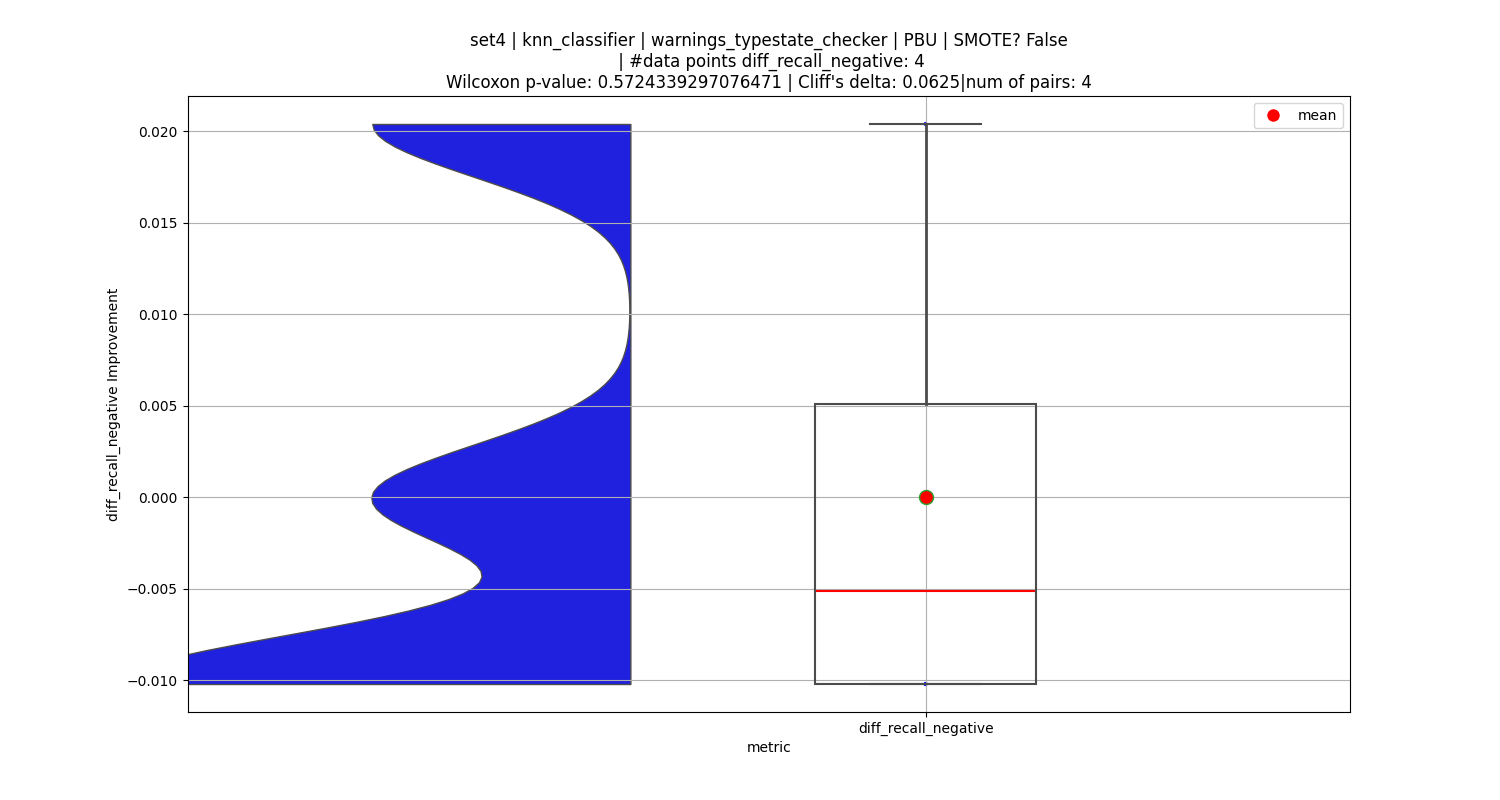 set4 | knn_classifier | warnings_typestate_checker | PBU | SMOTE? False
| #data points diff_recall_negative: 4
Wilcoxon p-value: 0.5724339297076471 | Cliff's delta: 0.0625|num of pairs: 4
mean
0.020
0.015
0.010
0.005
0.000
−0.005
−0.010
diff_recall_negative Improvement
diff_recall_negative
metric